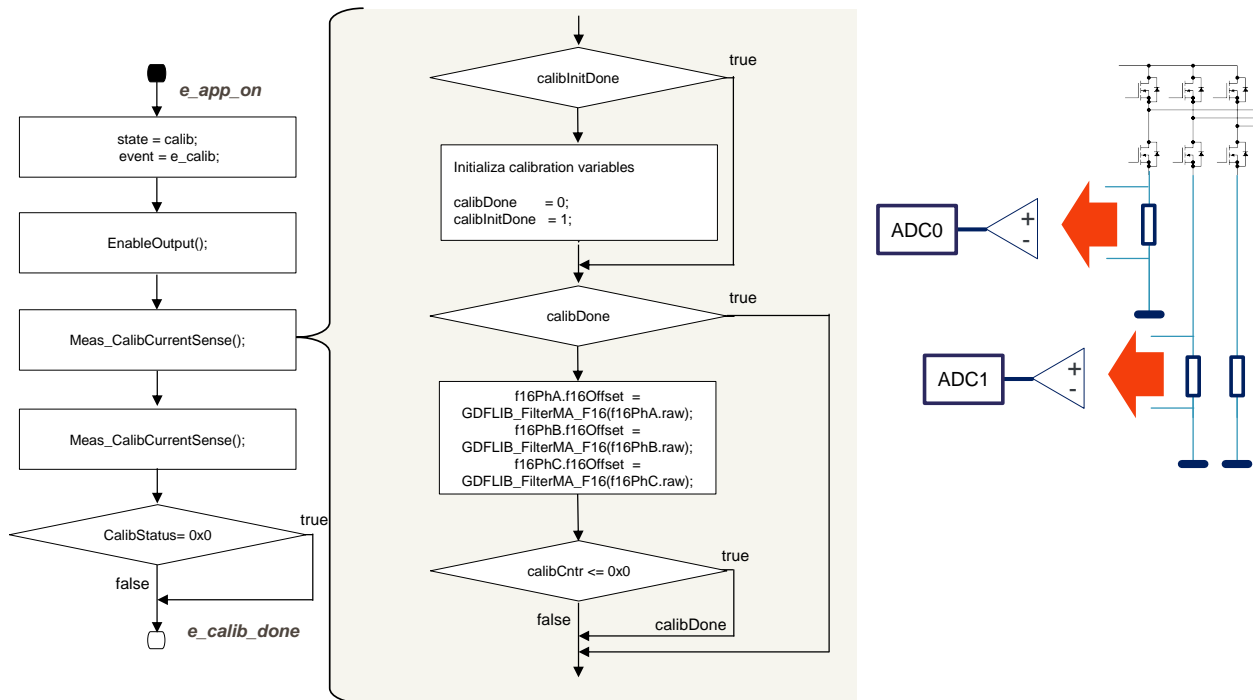 e_app_on
state = calib;
event = e_calib;
EnableOutput();
Meas_CalibCurrentSense();
Meas_CalibCurrentSense();
CalibStatus= 0x0
true
false
e_calib_done
calibInitDone
true
Initializa calibration variables
calibDone = 0;
calibInitDone = 1;
calibDone
true
f16PhA.f16Offset =
GDFLIB_FilterMA_F16(f16PhA.raw);
f16PhB.f16Offset =
GDFLIB_FilterMA_F16(f16PhB.raw);
f16PhC.f16Offset =
GDFLIB_FilterMA_F16(f16PhC.raw);
calibCntr <= 0x0
true
false
calibDone
ADC0
+
-
ADC1
+
-